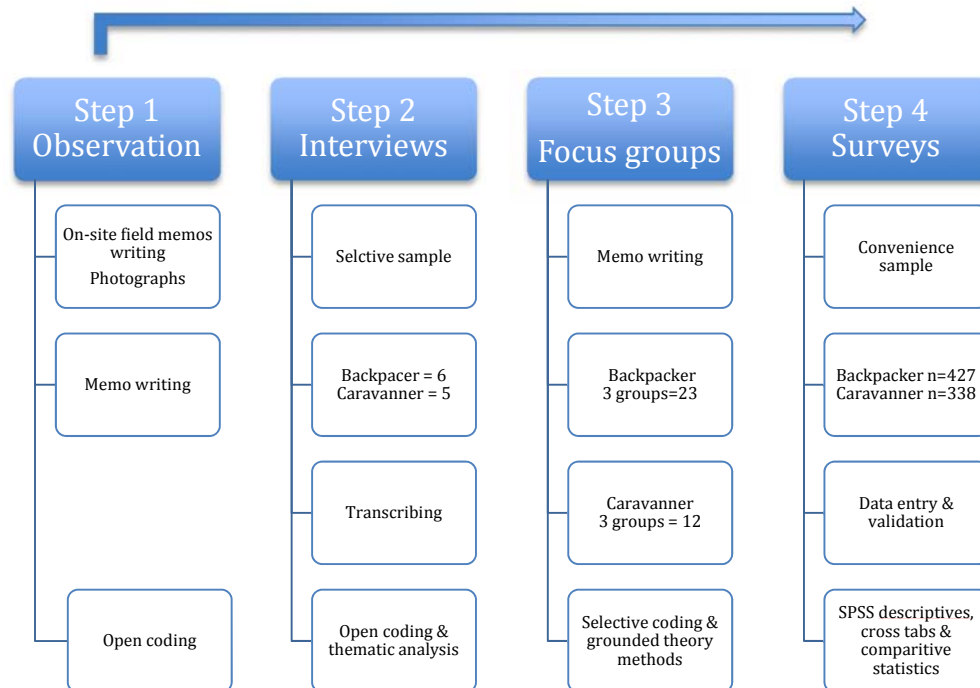 Step 1
Observation
On-site field memos
writing
Photographs
Memo writing
Open coding
Step 2
Interviews
Selctive sample
Backpacer = 6
Caravanner = 5
Transcribing
Open coding &
thematic analysis
Step 3
Focus groups
Memo writing
Backpacker
3 groups=23
Caravanner
3 groups = 12
Selective coding &
grounded theory
methods
Step 4
Surveys
Convenience
sample
Backpacker n=427
Caravanner n=338
Data entry &
validation
SPSS descriptives,
cross tabs &
comparitive
statistics